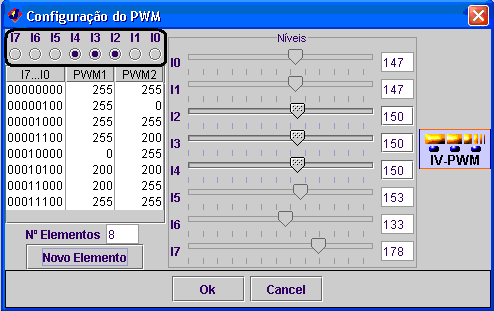 Configuração do PWM
I7 I6 I5 I4 I3 I2 I1 I0
I7...I0 PWM1 PWM2
00000000 255 255
00000100 255 0
00001000 255 255
00001100 255 200
00010000 0 255
00010100 200 200
00011000 200 255
00011100 255 255
Nº Elementos 8
Novo Elemento
Níveis
I0 147
I1 147
I2 150
I3 150
I4 150
I5 153
I6 133
I7 178
IV-PWM
Ok Cancel